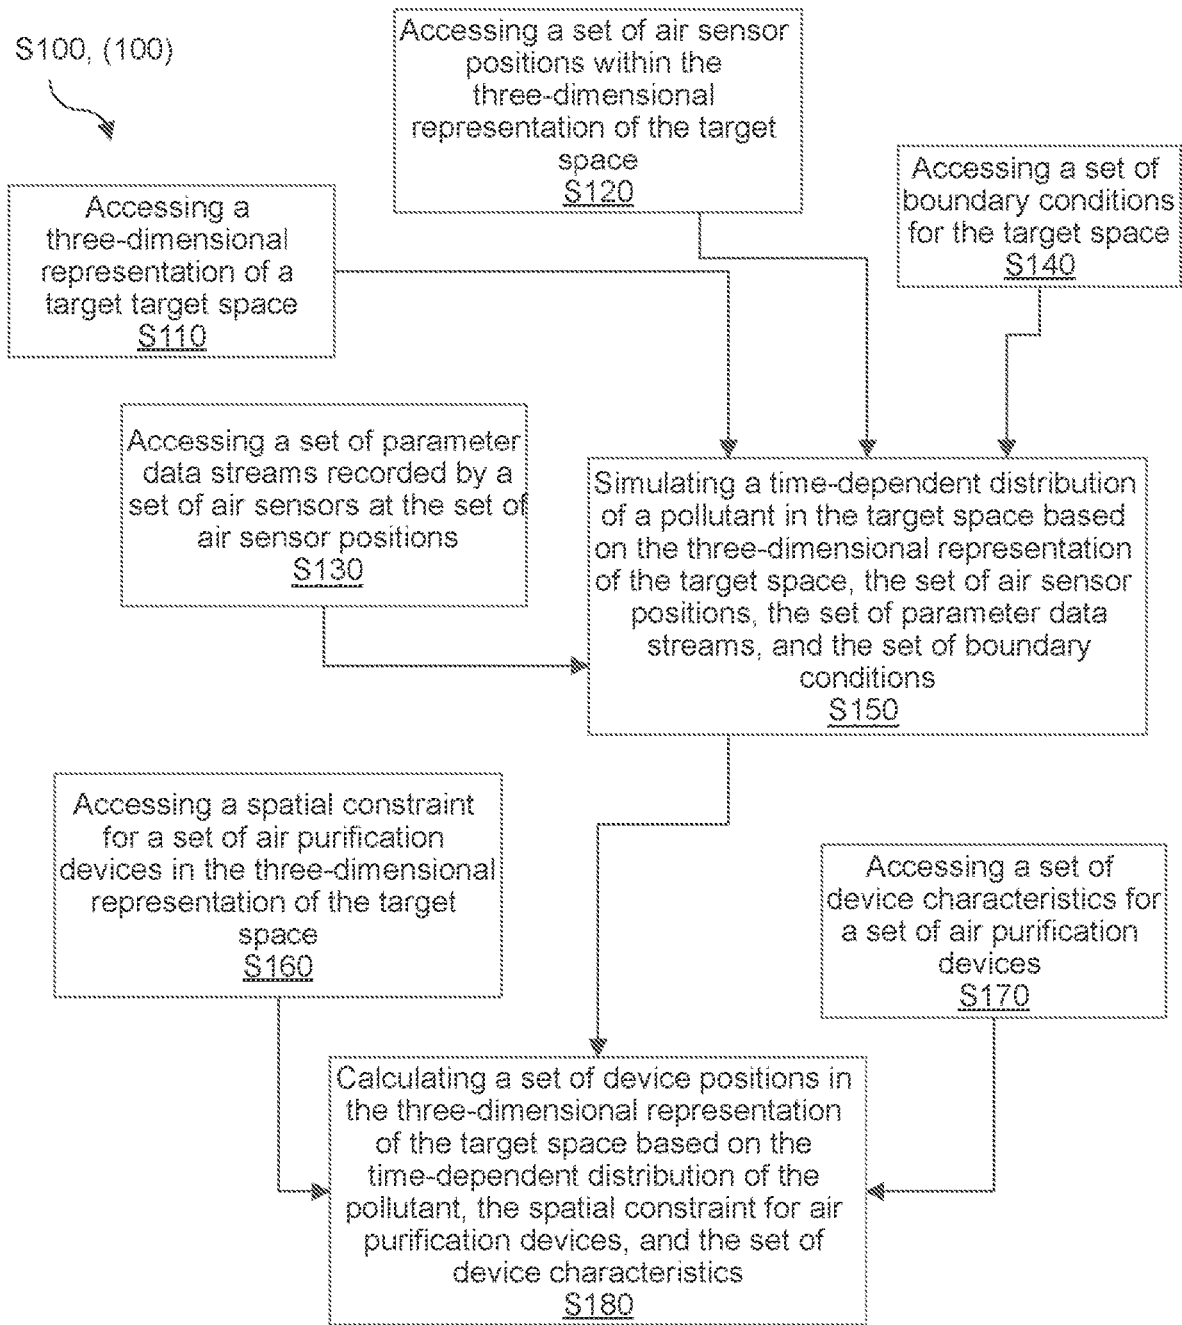 S100, (100)
Accessing a set of air sensor
positions within the
three-dimensional
representation of the target
space
S120
Accessing a set of
boundary conditions
for the target space
S140
Accessing a
three-dimensional
representation of a
target target space
S110
Accessing a set of parameter
data streams recorded by a
set of air sensors at the set of
air sensor positions
S130
Simulating a time-dependent distribution
of a pollutant in the target space based
on the three-dimensional representation
of the target space, the set of air sensor
positions, the set of parameter data
streams, and the set of boundary
conditions
S150
Accessing a spatial constraint
for a set of air purification
devices in the three-dimensional
representation of the target
space
S160
Accessing a set of
device characteristics for
a set of air purification
devices
S170
Calculating a set of device positions in
the three-dimensional representation
of the target space based on the
time-dependent distribution of the
pollutant, the spatial constraint for air
purification devices, and the set of
device characteristics
S180